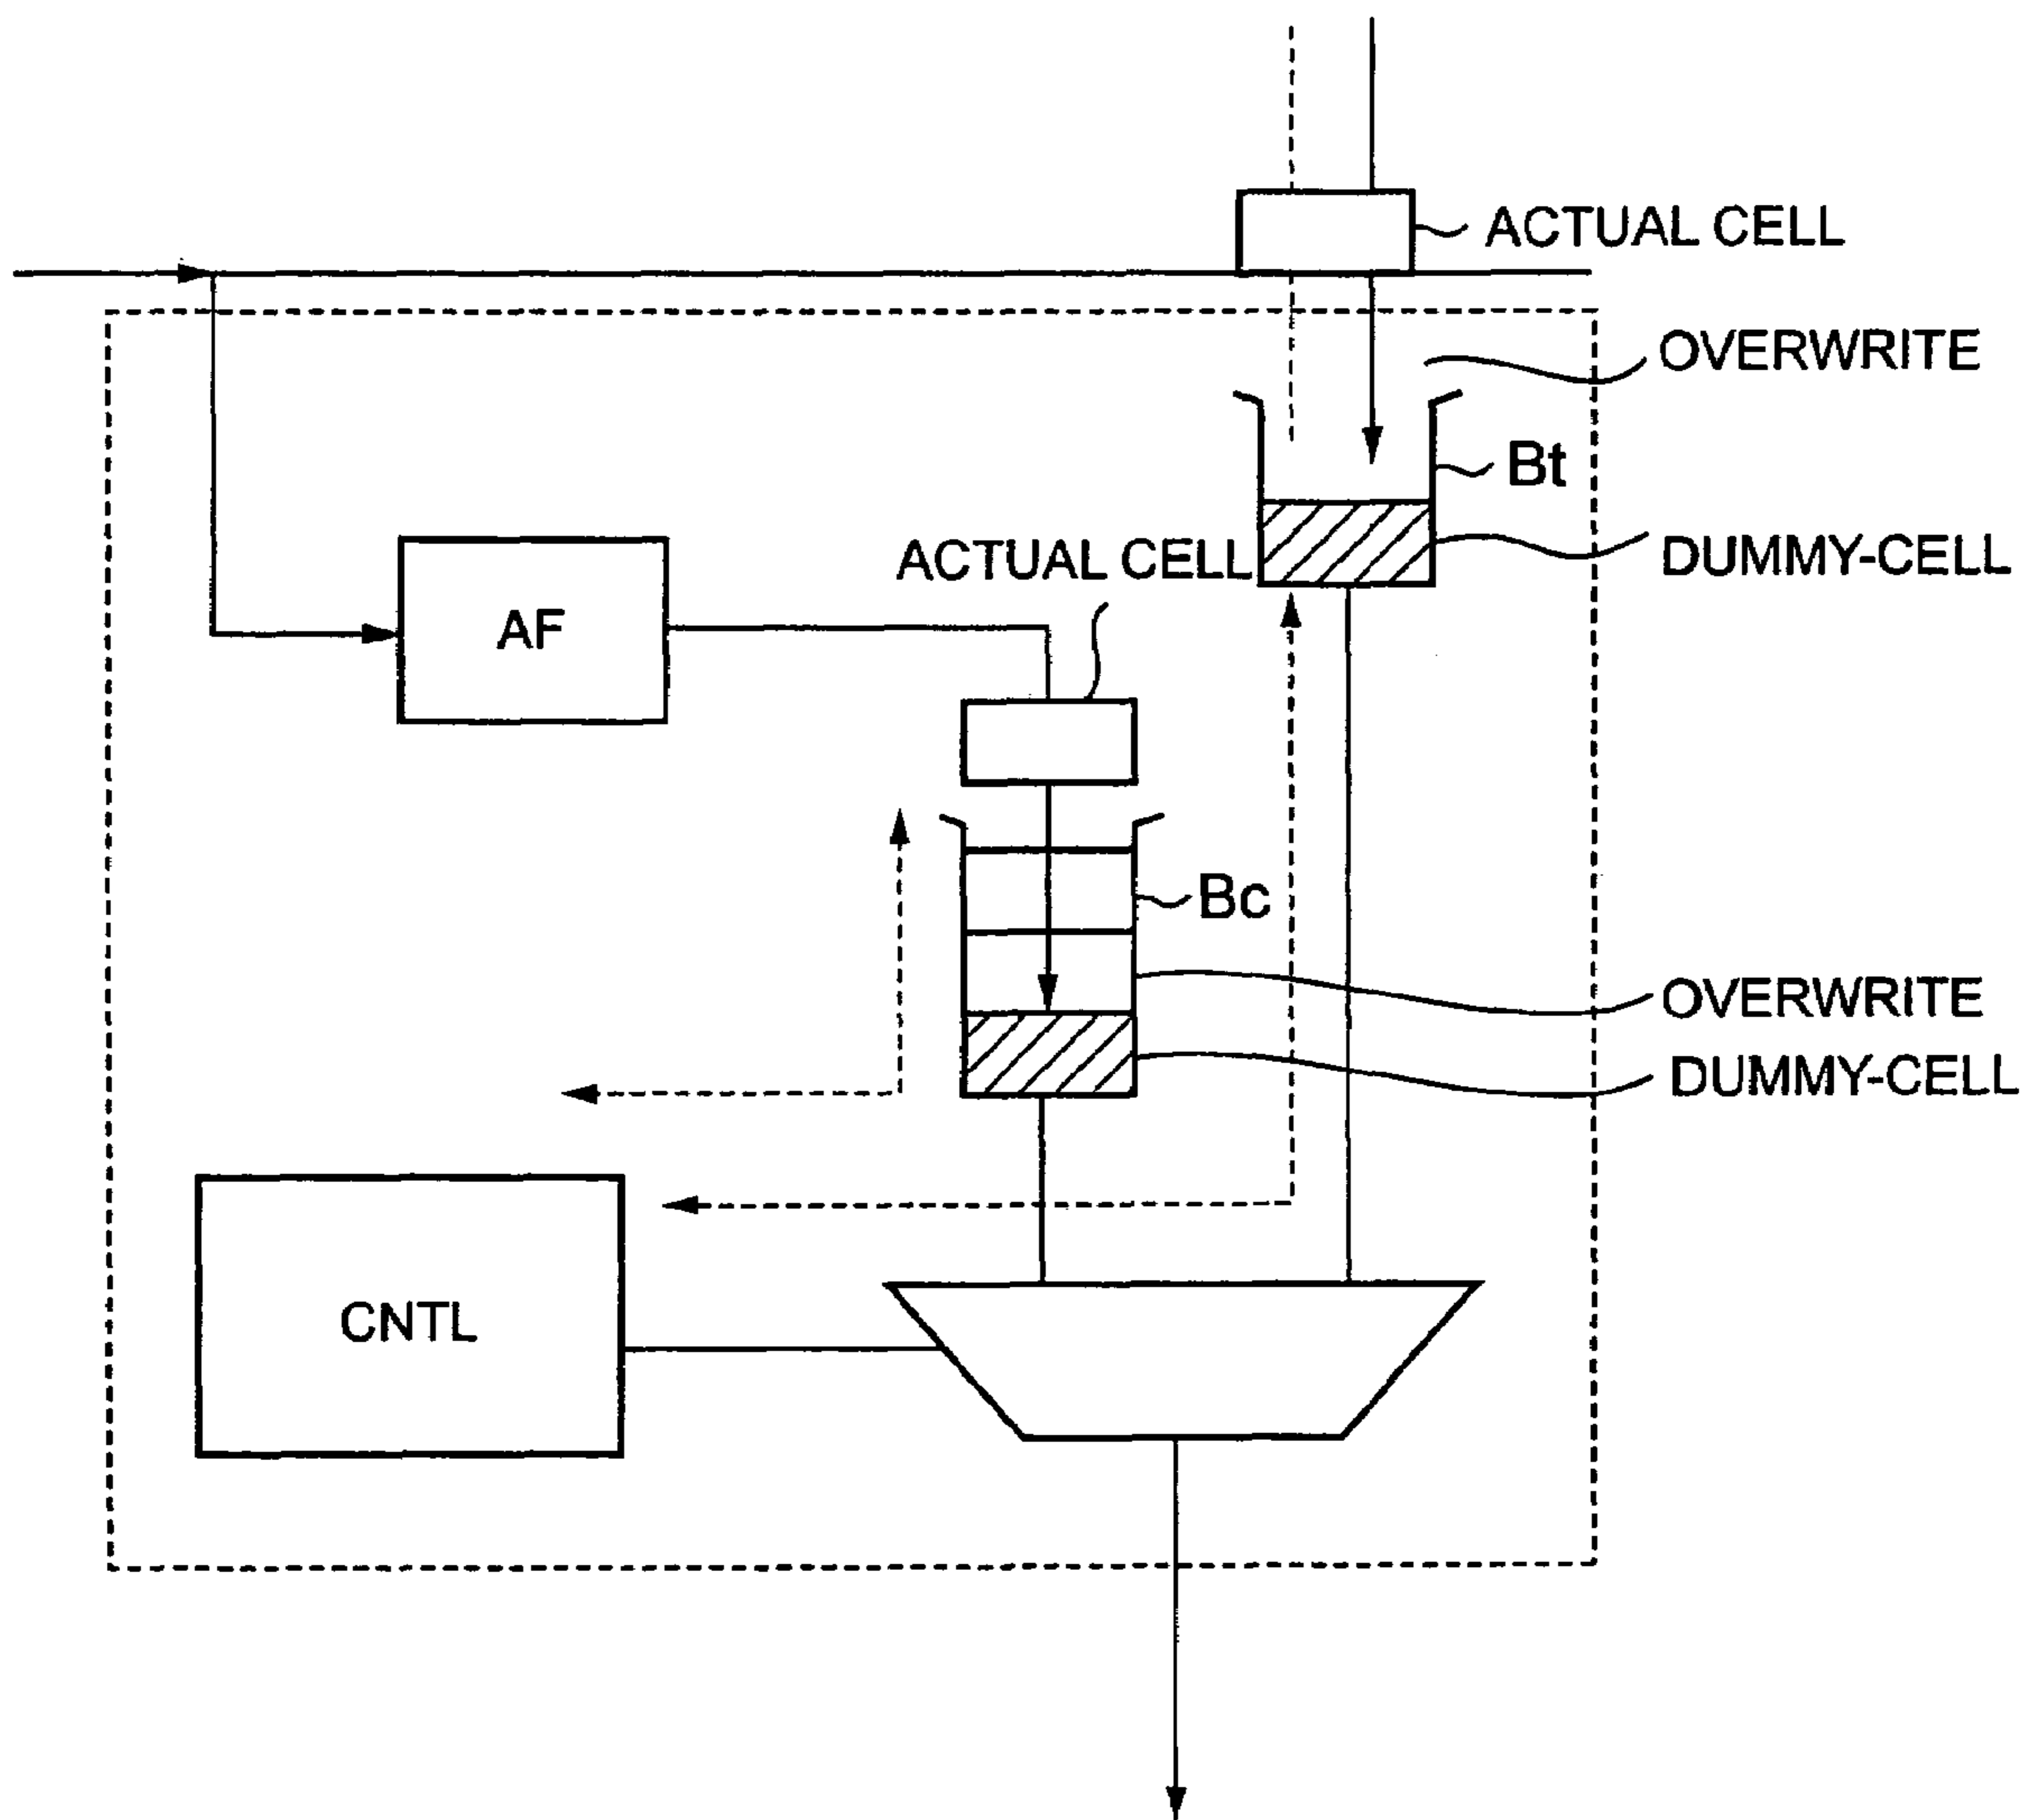 ACTUAL CELL
OVERWRITE
Bt
DUMMY-CELL
ACTUAL CELL
AF
Bc
OVERWRITE
DUMMY-CELL
CNTL